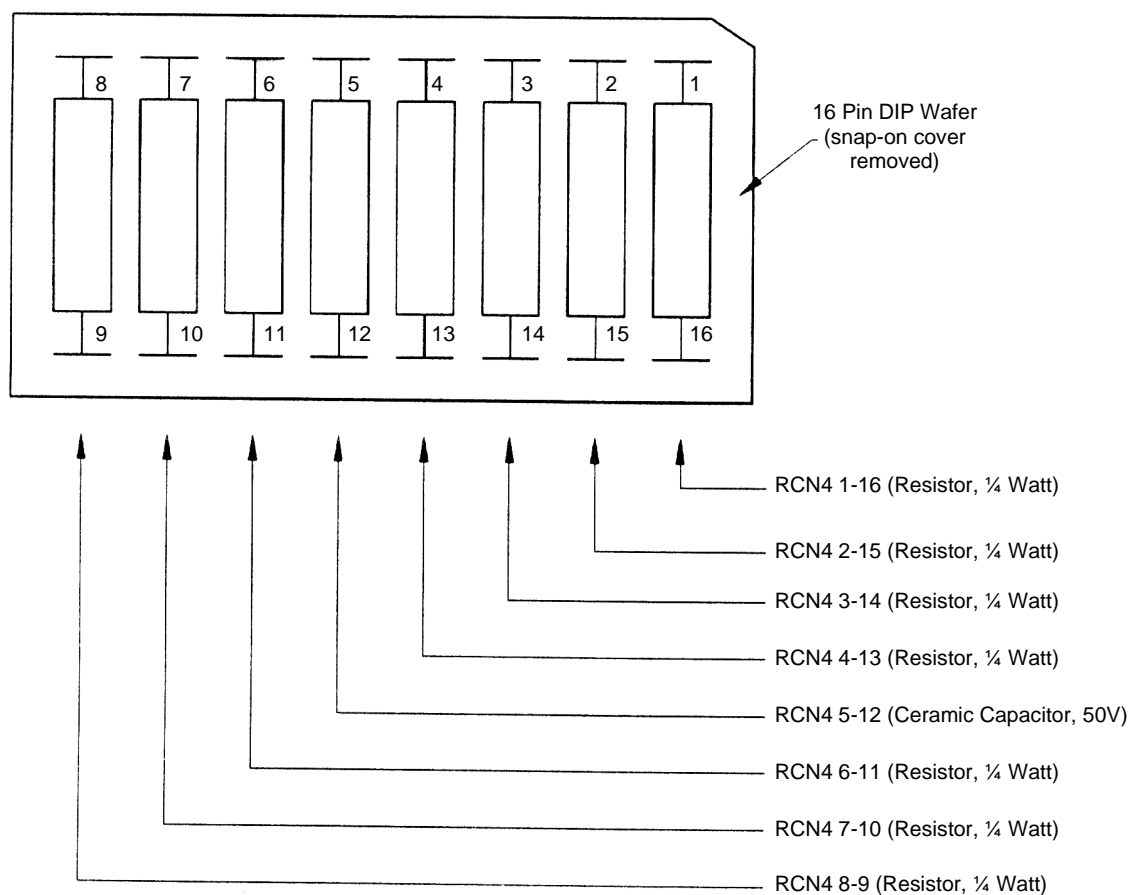 8 7 6 5 4 3 2 1
16 Pin DIP Wafer
(snap-on cover
removed)
9 10 11 12 13 14 15 16
RCN4 1-16 (Resistor, ¼ Watt)
RCN4 2-15 (Resistor, ¼ Watt)
RCN4 3-14 (Resistor, ¼ Watt)
RCN4 4-13 (Resistor, ¼ Watt)
RCN4 5-12 (Ceramic Capacitor, 50V)
RCN4 6-11 (Resistor, ¼ Watt)
RCN4 7-10 (Resistor, ¼ Watt)
RCN4 8-9 (Resistor, ¼ Watt)